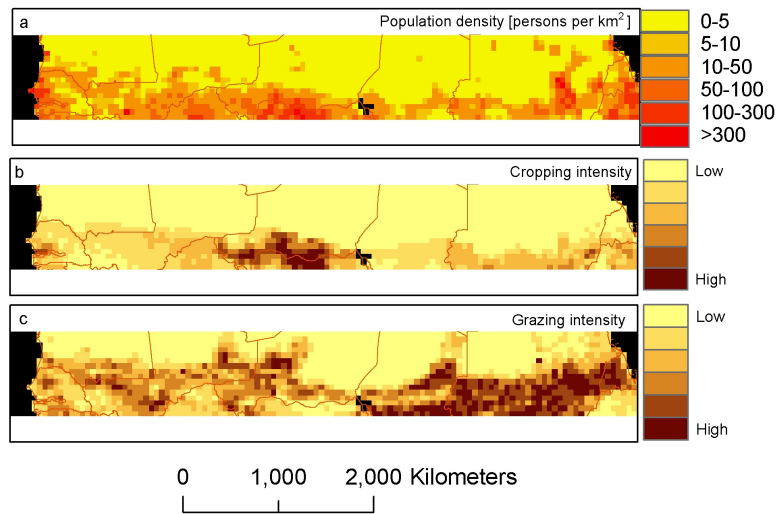 a Population density [persons per km²]
0-5
5-10
10-50
50-100
100-300
>300
b Cropping intensity
Low
High
c Grazing intensity
Low
High
0 1,000 2,000 Kilometers